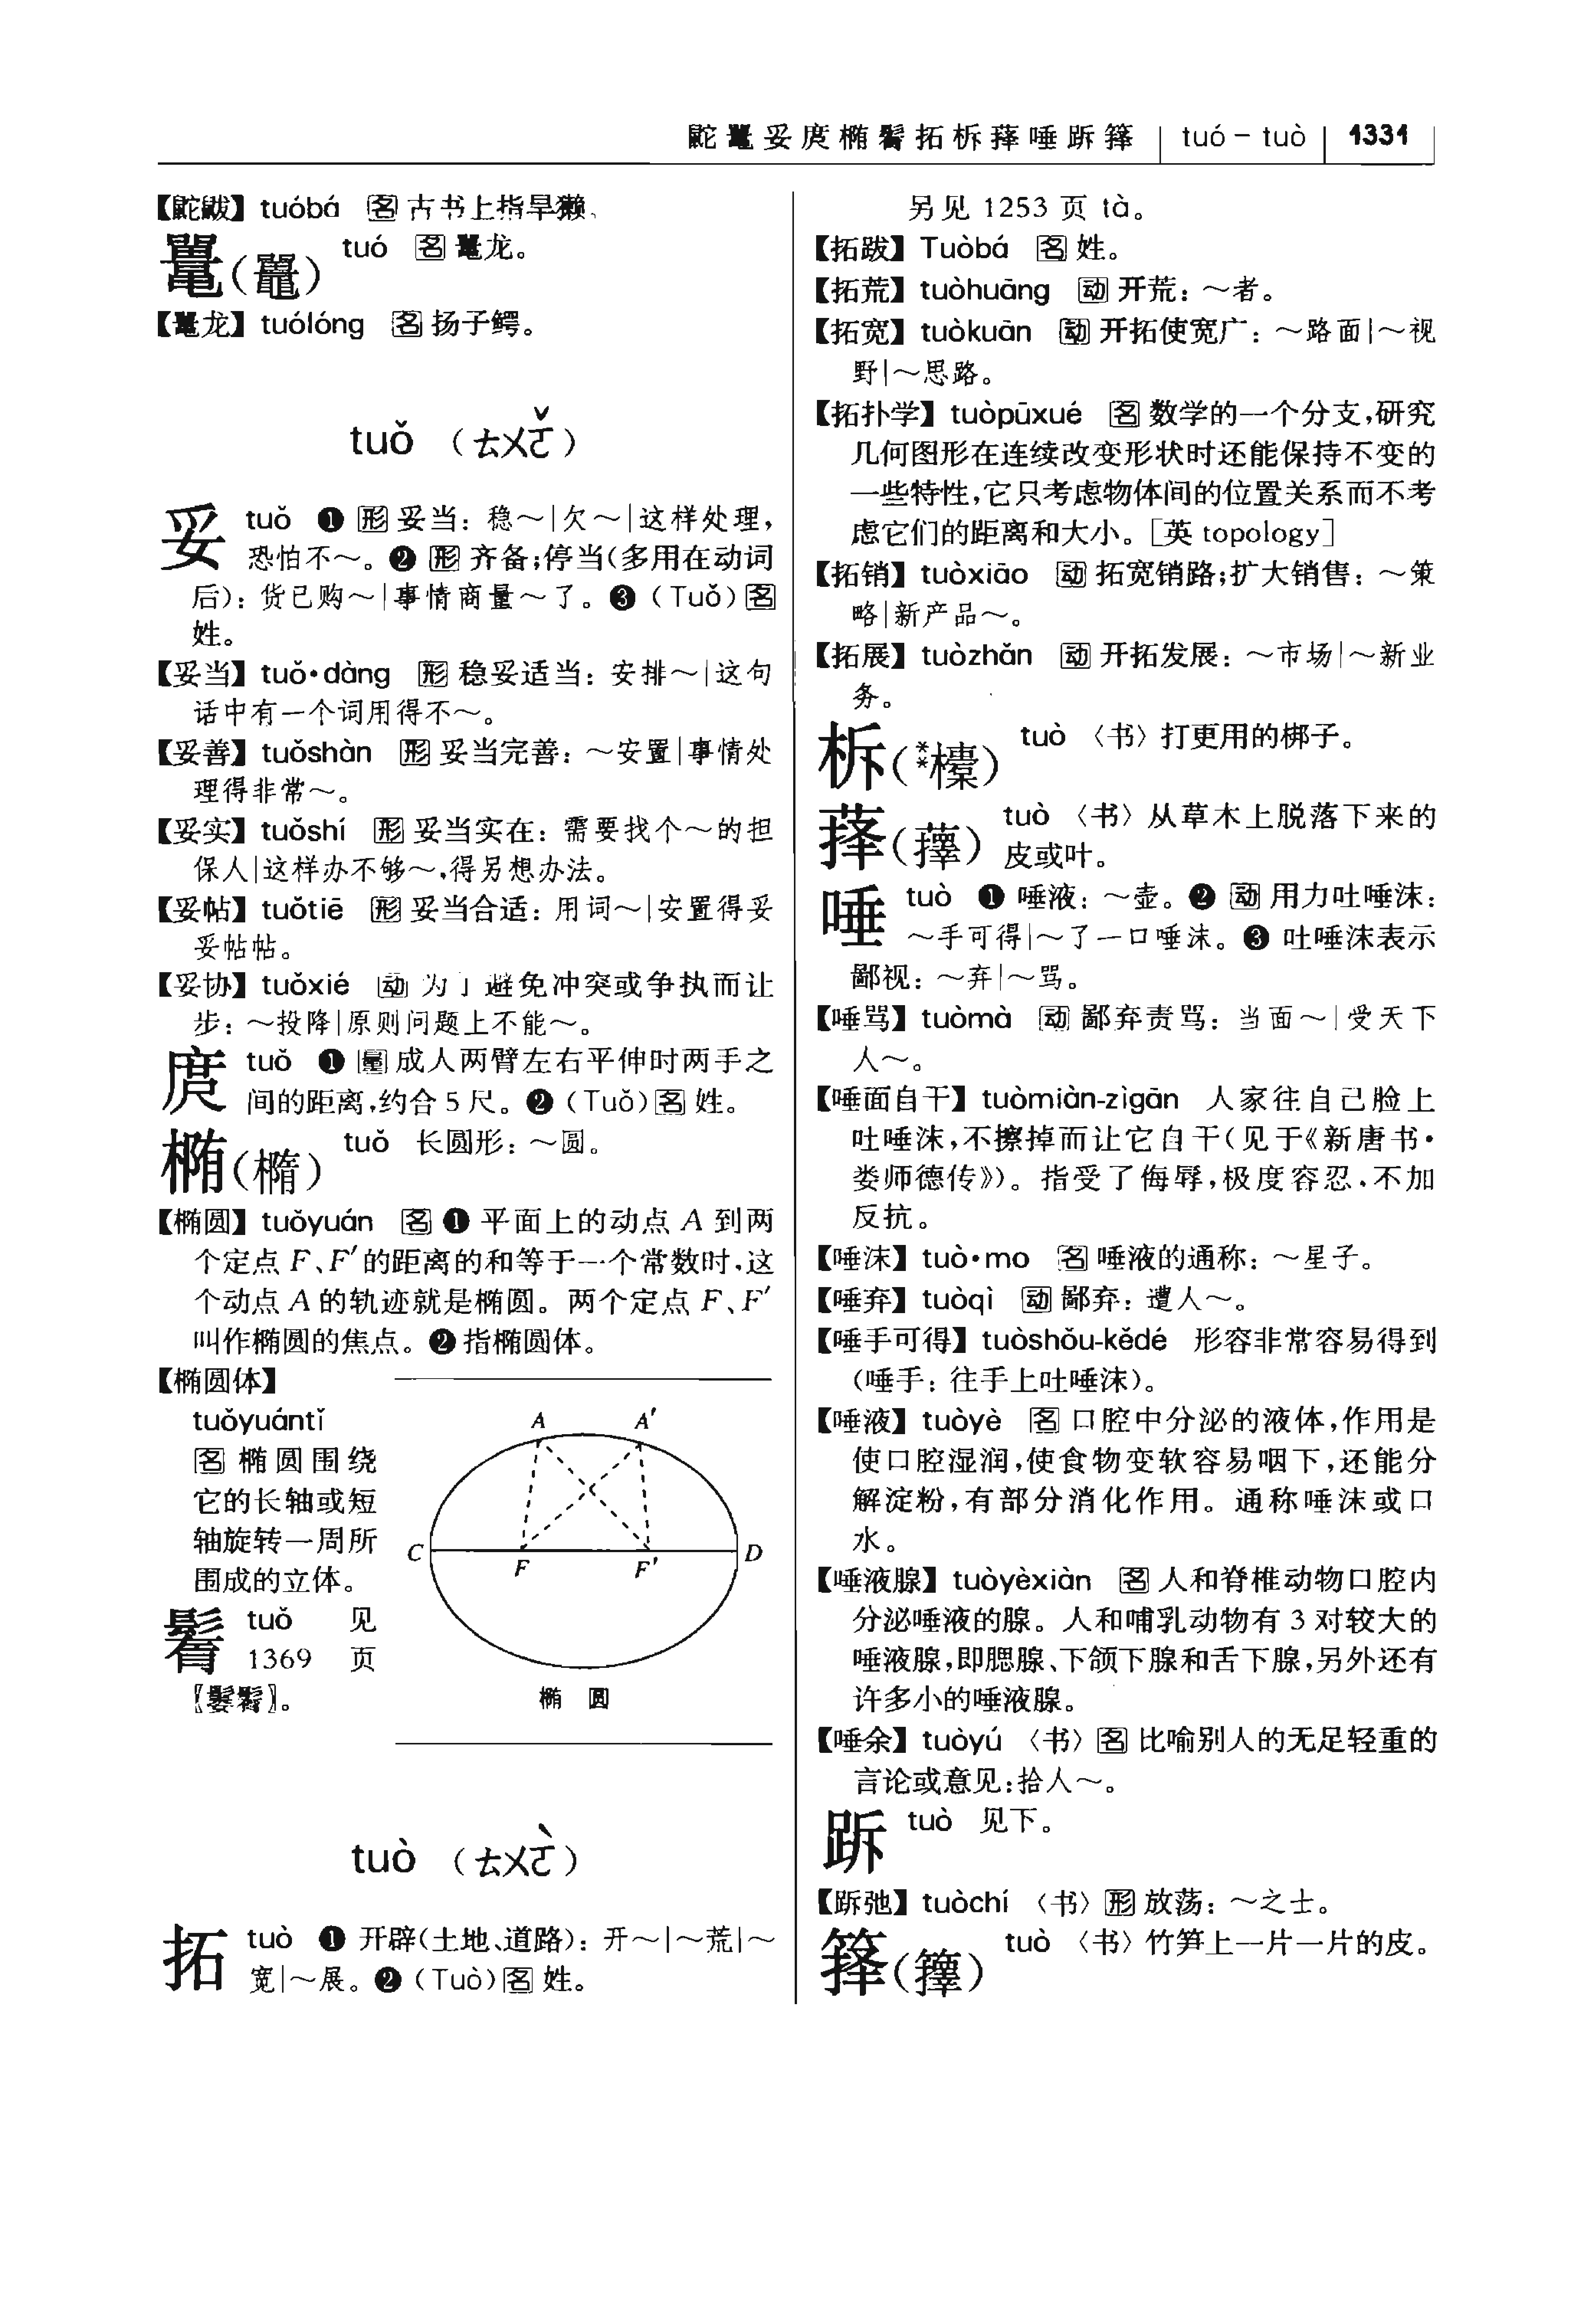 鼧鼍妥庹椭鬌拓柝萚唾跅箨 tuó－tuò 1331
【鼧鼥】tuóbá 名 古书上指旱獭。
鼍(鼉) tuó 名 鼍龙。
【鼍龙】tuólóng 名 扬子鳄。
tuǒ （ㄊㄨㄛˇ）
妥 tuǒ ❶ 形 妥当：稳～|欠～|这样处理，
恐怕不～。❷ 形 齐备；停当(多用在动词
后)：货已购～|事情商量～了。❸（Tuǒ）名
姓。
【妥当】tuǒ•dàng 形 稳妥适当：安排～|这句
话中有一个词用得不～。
【妥善】tuǒshàn 形 妥当完善：～安置|事情处
理得非常～。
【妥实】tuǒshí 形 妥当实在：需要找个～的担
保人|这样办不够～，得另想办法。
【妥帖】tuǒtiē 形 妥当合适：用词～|安置得妥
妥帖帖。
【妥协】tuǒxié 动 为了避免冲突或争执而让
步：～投降|原则问题上不能～。
庹 tuǒ ❶ 量 成人两臂左右平伸时两手之
间的距离，约合 5 尺。❷（Tuǒ）名 姓。
椭(橢) tuǒ 长圆形：～圆。
【椭圆】tuǒyuán 名 ❶ 平面上的动点 A 到两
个定点 F、F′的距离的和等于一个常数时，这
个动点 A 的轨迹就是椭圆。两个定点 F、F′
叫作椭圆的焦点。❷ 指椭圆体。
【椭圆体】
tuǒyuántǐ
名 椭圆围绕
它的长轴或短
轴旋转一周所
围成的立体。
A A′
C F F′ D
椭 圆
鬌 tuǒ 见
1369 页
〖鬖鬌〗。
tuò （ㄊㄨㄛˋ）
拓 tuò ❶ 开辟(土地、道路)：开～|～荒|～
宽|～展。❷（Tuò）名 姓。
另见 1253 页 tà。
【拓跋】Tuòbá 名 姓。
【拓荒】tuòhuāng 动 开荒：～者。
【拓宽】tuòkuān 动 开拓使宽广：～路面|～视
野|～思路。
【拓扑学】tuòpūxué 名 数学的一个分支，研究
几何图形在连续改变形状时还能保持不变的
一些特性，它只考虑物体间的位置关系而不考
虑它们的距离和大小。［英 topology］
【拓销】tuòxiāo 动 拓宽销路；扩大销售：～策
略|新产品～。
【拓展】tuòzhǎn 动 开拓发展：～市场|～新业
务。
柝(**欜) tuò 〈书〉打更用的梆子。
萚(蘀) tuò 〈书〉从草木上脱落下来的
皮或叶。
唾 tuò ❶ 唾液：～壶。❷ 动 用力吐唾沫：
～手可得|～了一口唾沫。❸ 吐唾沫表示
鄙视：～弃|～骂。
【唾骂】tuòmà 动 鄙弃责骂：当面～|受天下
人～。
【唾面自干】tuòmiàn-zìgān 人家往自己脸上
吐唾沫，不擦掉而让它自干(见于《新唐书·
娄师德传》)。指受了侮辱，极度容忍，不加
反抗。
【唾沫】tuò•mo 名 唾液的通称：～星子。
【唾弃】tuòqì 动 鄙弃：遭人～。
【唾手可得】tuòshǒu-kědé 形容非常容易得到
(唾手：往手上吐唾沫)。
【唾液】tuòyè 名 口腔中分泌的液体，作用是
使口腔湿润，使食物变软容易咽下，还能分
解淀粉，有部分消化作用。通称唾沫或口
水。
【唾液腺】tuòyèxiàn 名 人和脊椎动物口腔内
分泌唾液的腺。人和哺乳动物有 3 对较大的
唾液腺，即腮腺、下颌下腺和舌下腺，另外还有
许多小的唾液腺。
【唾余】tuòyú 〈书〉名 比喻别人的无足轻重的
言论或意见：拾人～。
跅 tuò 见下。
【跅弛】tuòchí 〈书〉形 放荡：～之士。
箨(籜) tuò 〈书〉竹笋上一片一片的皮。